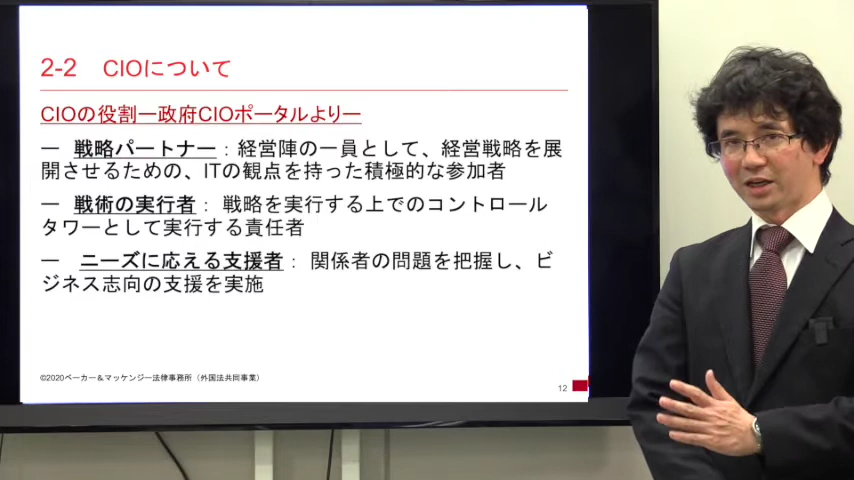 2-2 CIOについて
CIOの役割ー政府CIOポータルよりー
ー 戦略パートナー：経営陣の一員として、経営戦略を展
開させるための、ITの観点を持った積極的な参加者
ー 戦術の実行者： 戦略を実行する上でのコントロール
タワーとして実行する責任者
ー ニーズに応える支援者： 関係者の問題を把握し、ビ
ジネス志向の支援を実施
©2020ベーカー＆マッケンジー法律事務所（外国法共同事業）
12